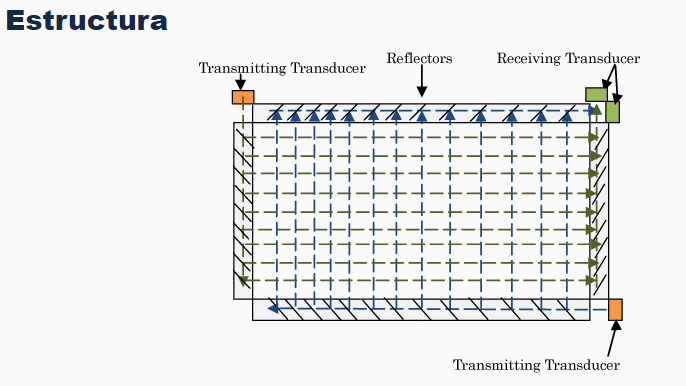 Estructura
Transmitting Transducer
Reflectors
Receiving Transducer
Transmitting Transducer